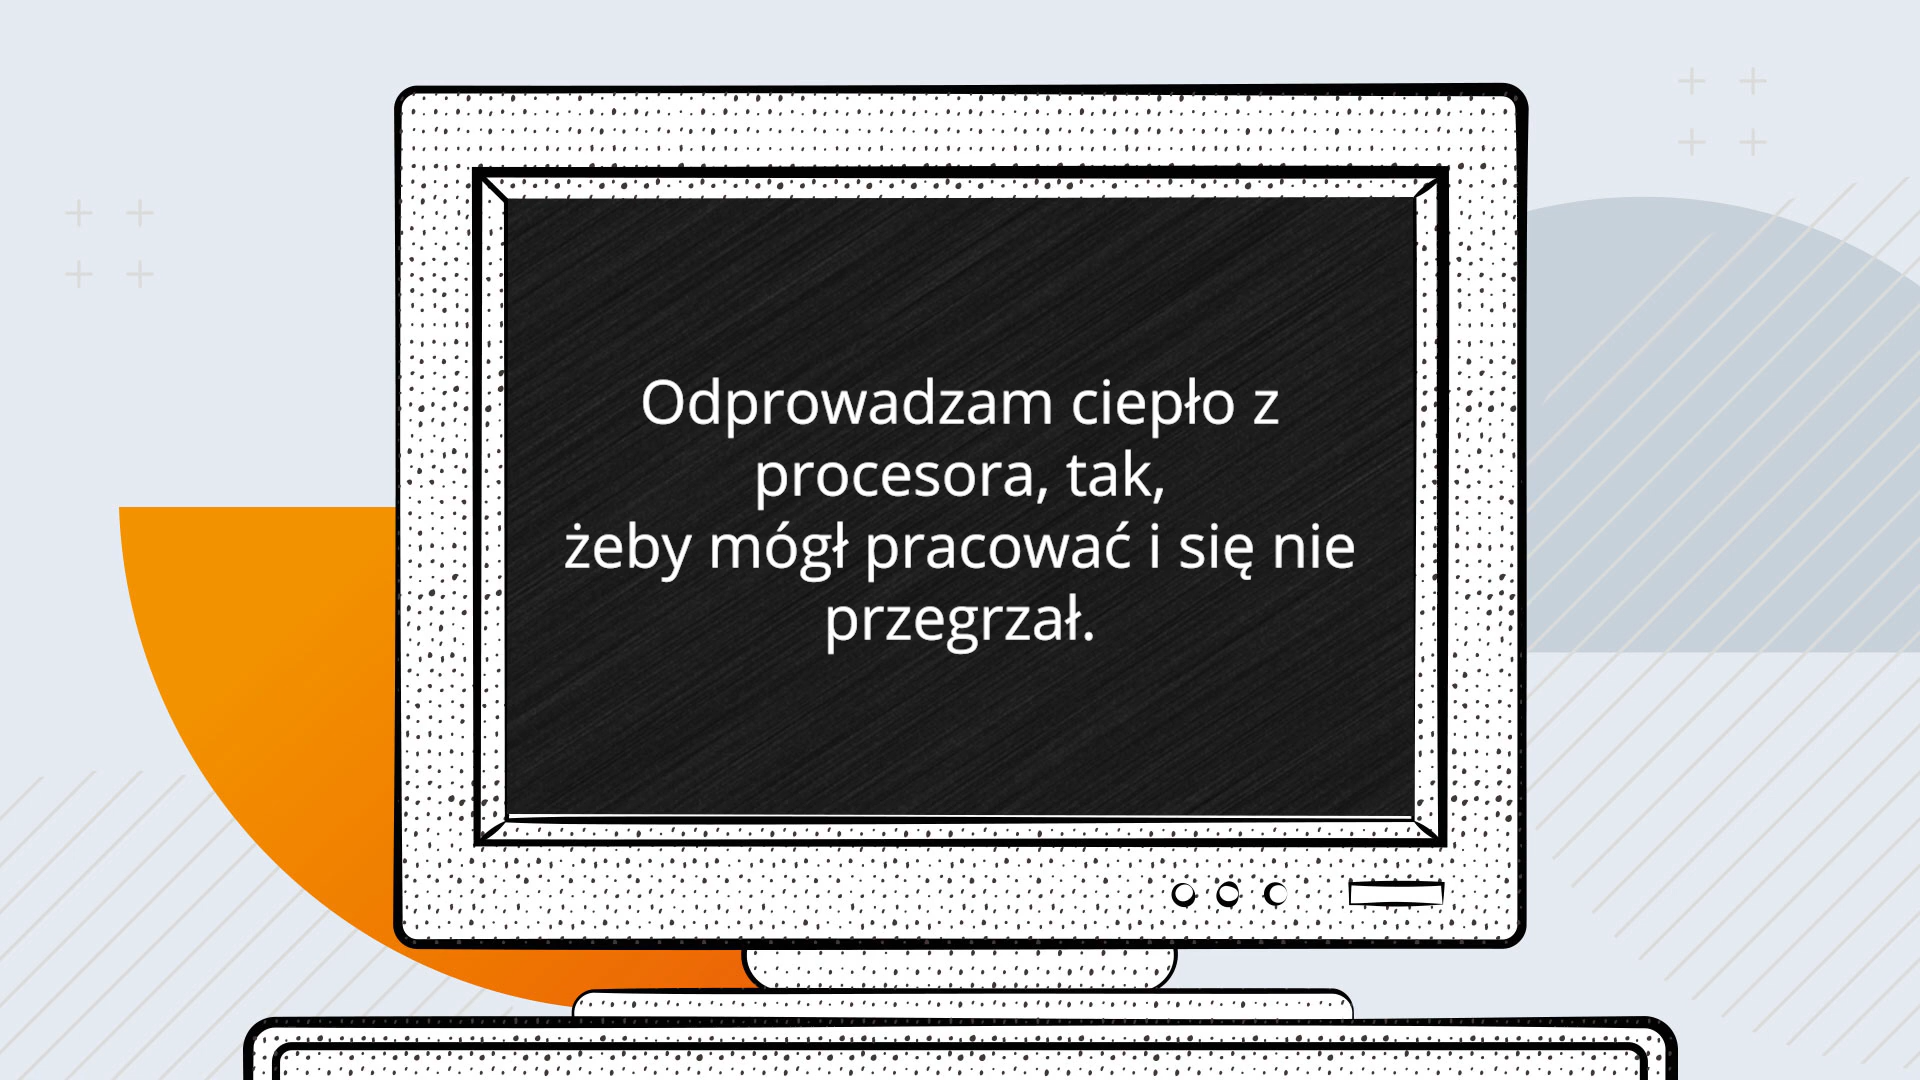 Odprowadzam ciepło z
procesora, tak,
żeby mógł pracować i się nie
przegrzał.